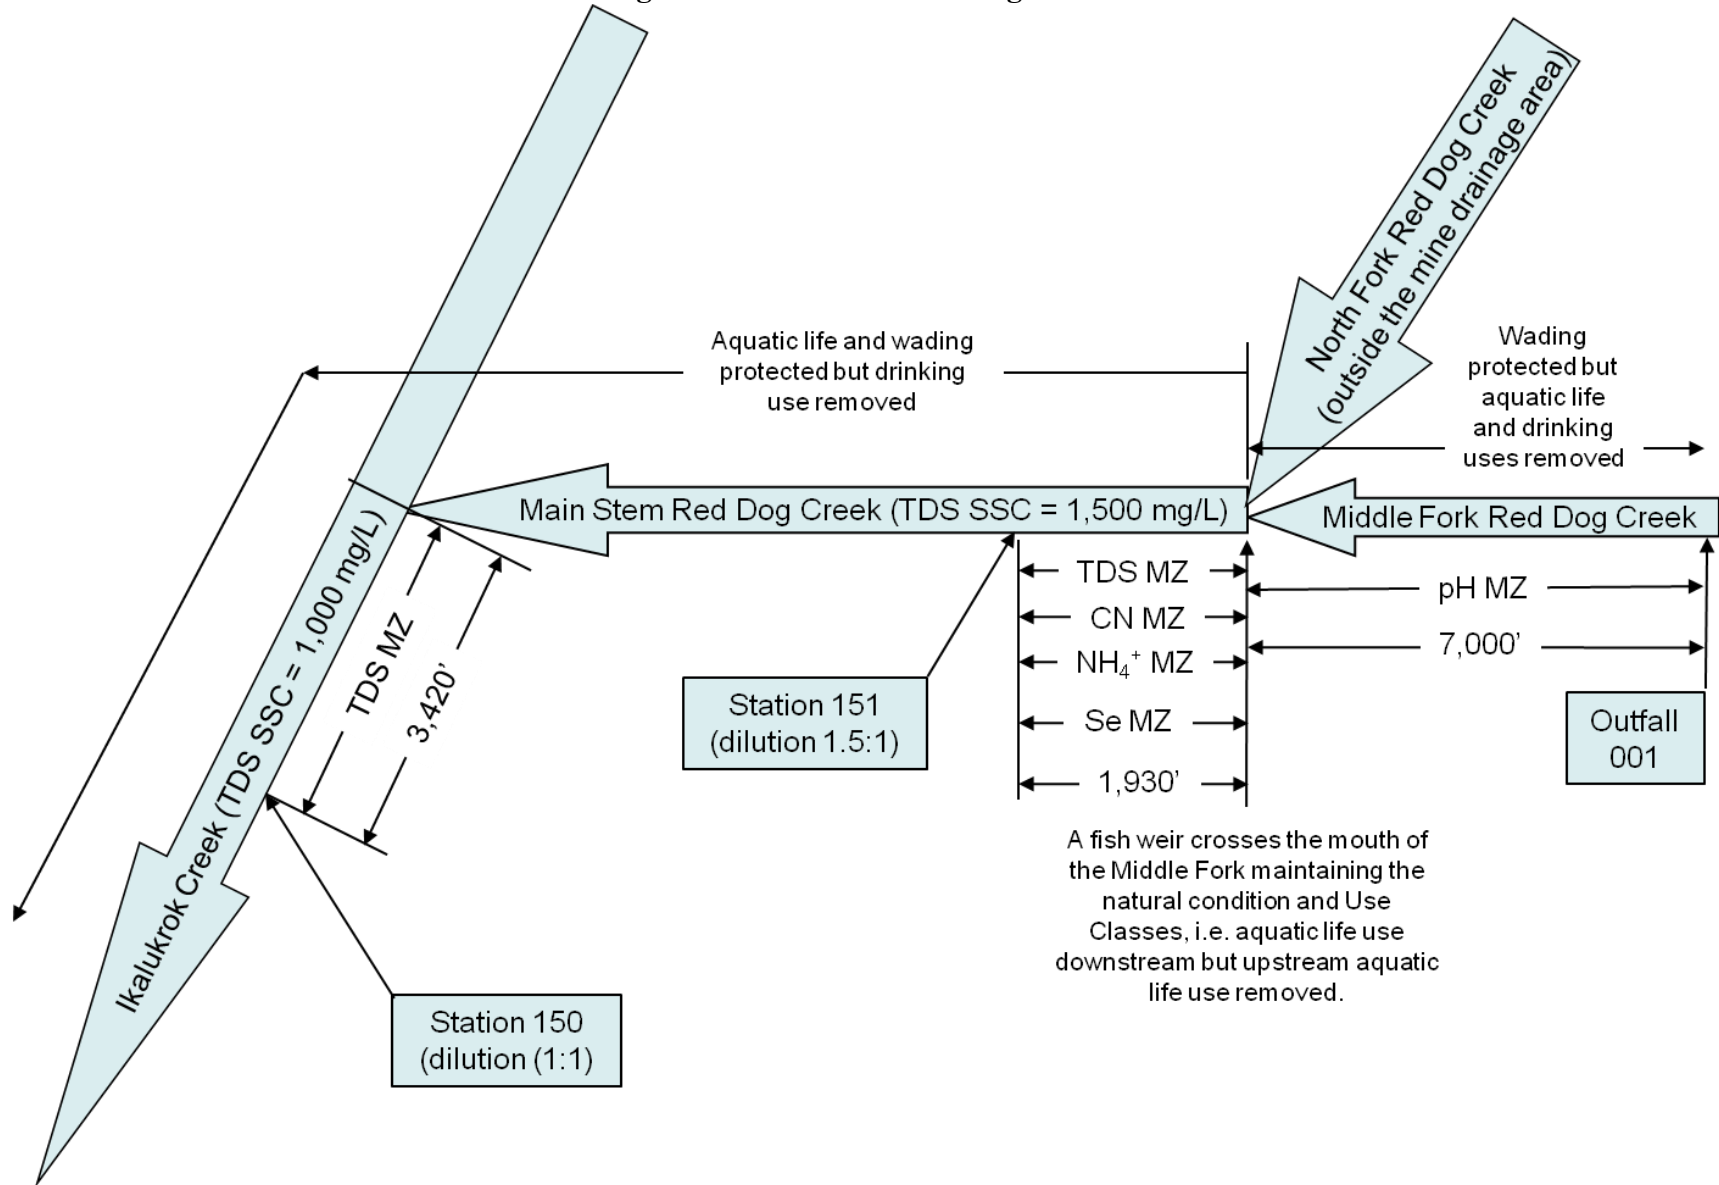 North Fork Red Dog Creek
(outside the mine drainage area)
Aquatic life and wading
protected but drinking
use removed
Wading
protected but
aquatic life
and drinking
uses removed
Main Stem Red Dog Creek (TDS SSC = 1,500 mg/L)
Middle Fork Red Dog Creek
Ikalukrok Creek (TDS SSC = 1,000 mg/L)
TDS MZ
3,420’
TDS MZ
CN MZ
NH₄⁺ MZ
Se MZ
1,930’
pH MZ
7,000’
Station 151
(dilution 1.5:1)
Outfall
001
A fish weir crosses the mouth of
the Middle Fork maintaining the
natural condition and Use
Classes, i.e. aquatic life use
downstream but upstream aquatic
life use removed.
Station 150
(dilution (1:1)